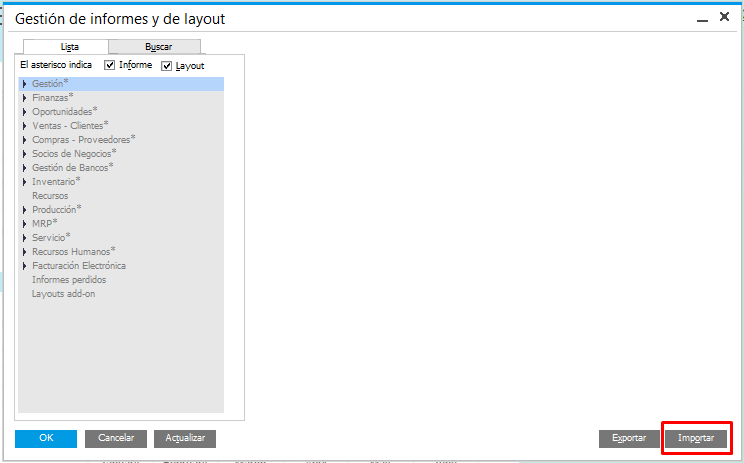 Gestión de informes y de layout
Lista Buscar
El asterisco indica Informe Layout
Gestión*
Finanzas*
Oportunidades*
Ventas - Clientes*
Compras - Proveedores*
Socios de Negocios*
Gestión de Bancos*
Inventario*
Recursos
Producción*
MRP*
Servicio*
Recursos Humanos*
Facturación Electrónica
Informes perdidos
Layouts add-on
OK Cancelar Actualizar Exportar Importar